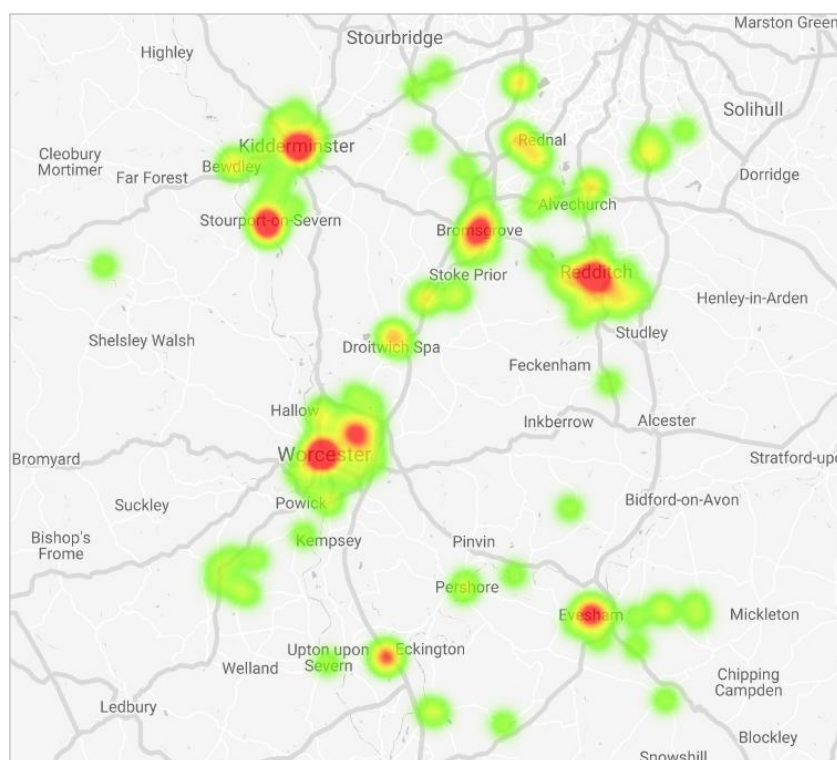 Marston Green
Stourbridge
Highley
Solihull
Rednal
Kidderminster
Cleobury
Mortimer
Bewdley
Far Forest
Dorridge
Alvechurch
Stourport-on-Severn
Bromsgrove
Stoke Prior
Redditch
Henley-in-Arden
Studley
Shelsley Walsh
Droitwich Spa
Feckenham
Hallow
Inkberrow
Alcester
Worcester
Bromyard
Stratford-upo
Suckley
Powick
Bidford-on-Avon
Bishop's
Frome
Kempsey
Pinvin
Pershore
Evesham
Mickleton
Upton upon
Severn
Eckington
Welland
Chipping
Campden
Ledbury
Blockley
Snowshill